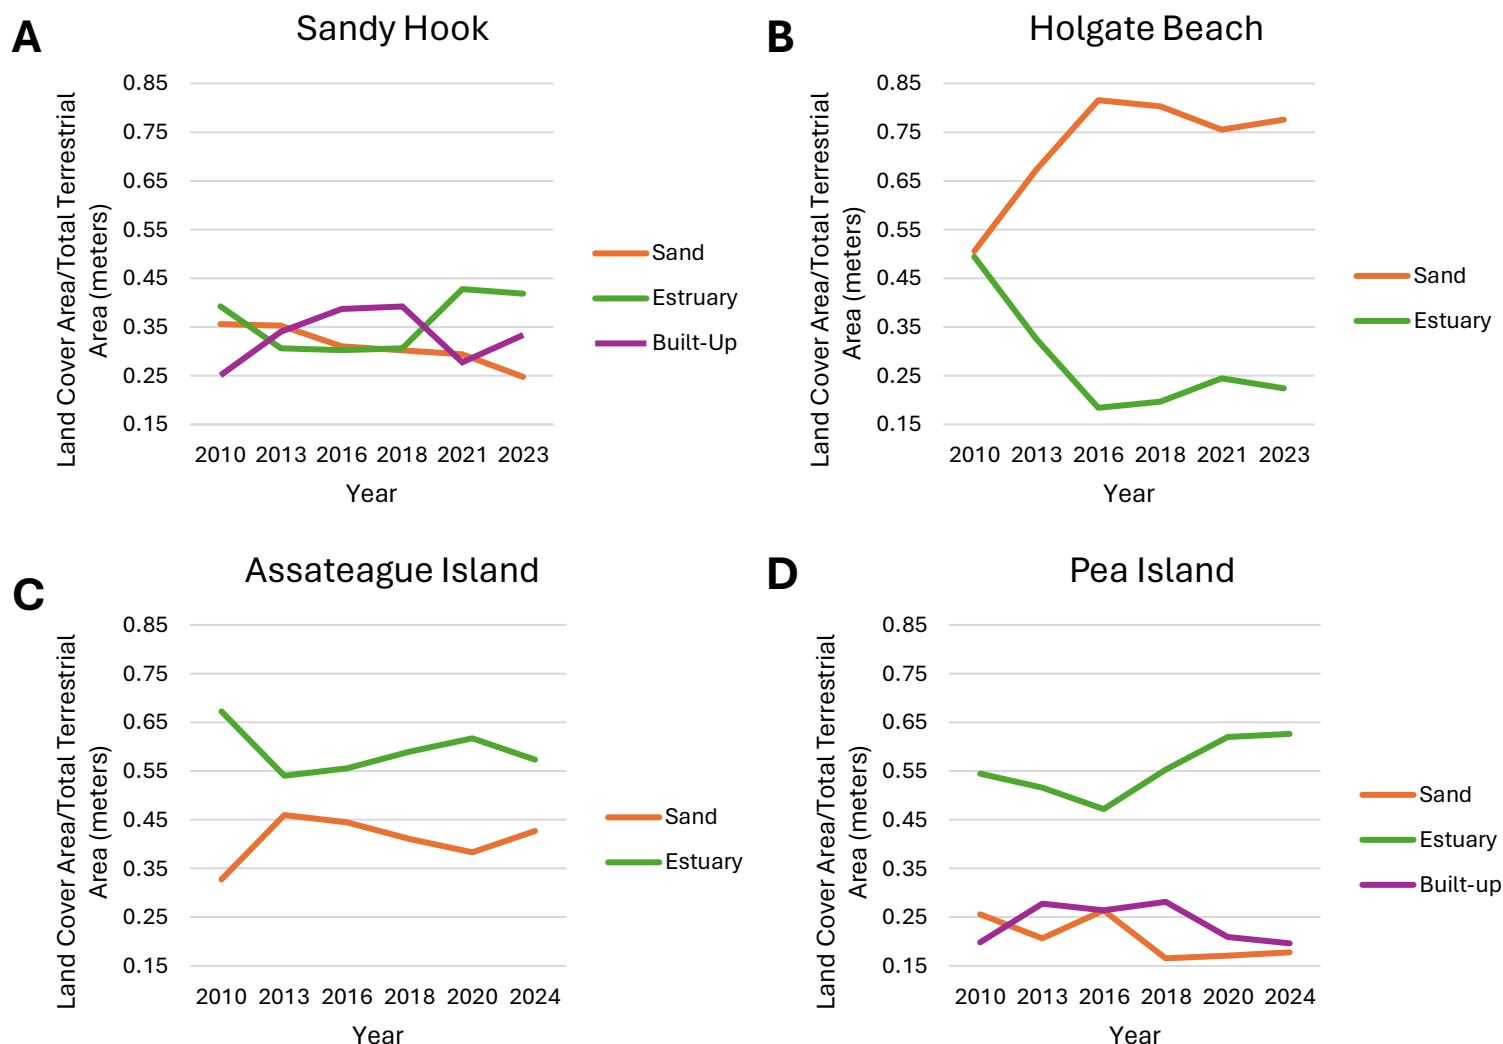 A
Sandy Hook
Land Cover Area/Total Terrestrial
Area (meters)
0.85
0.75
0.65
0.55
0.45
0.35
0.25
0.15
2010 2013 2016 2018 2021 2023
Year
Sand
Estruary
Built-Up
B
Holgate Beach
Land Cover Area/Total Terrestrial
Area (meters)
0.85
0.75
0.65
0.55
0.45
0.35
0.25
0.15
2010 2013 2016 2018 2021 2023
Year
Sand
Estuary
C
Assateague Island
Land Cover Area/Total Terrestrial
Area (meters)
0.85
0.75
0.65
0.55
0.45
0.35
0.25
0.15
2010 2013 2016 2018 2020 2024
Year
Sand
Estuary
D
Pea Island
Land Cover Area/Total Terrestrial
Area (meters)
0.85
0.75
0.65
0.55
0.45
0.35
0.25
0.15
2010 2013 2016 2018 2020 2024
Year
Sand
Estuary
Built-up